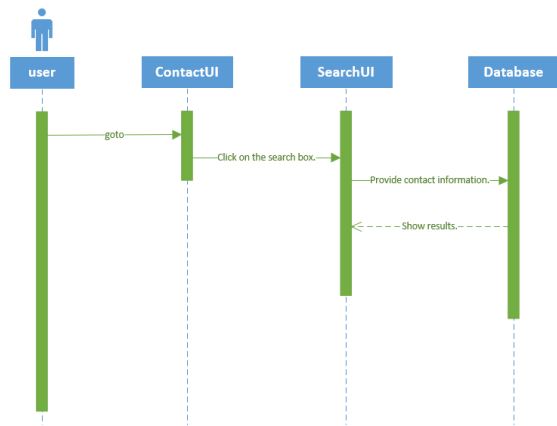 user
ContactUI
SearchUI
Database
goto
Click on the search box.
Provide contact information.
Show results.